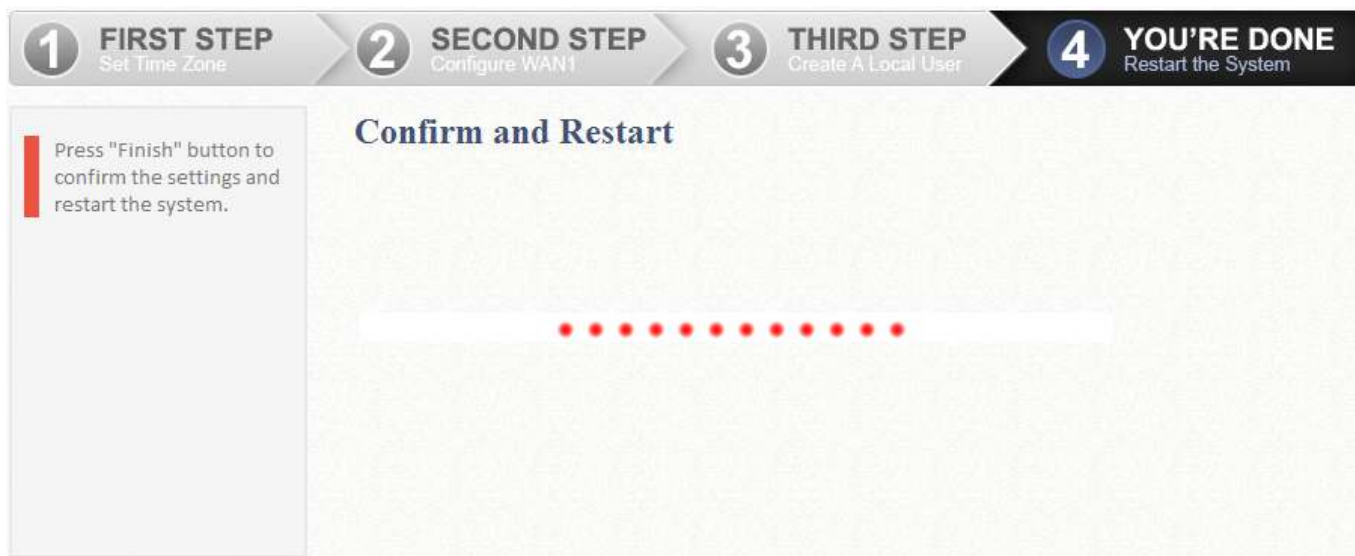 1 FIRST STEP
Set Time Zone
2 SECOND STEP
Configure WAN1
3 THIRD STEP
Create A Local User
4 YOU'RE DONE
Restart the System
Press "Finish" button to
confirm the settings and
restart the system.
Confirm and Restart